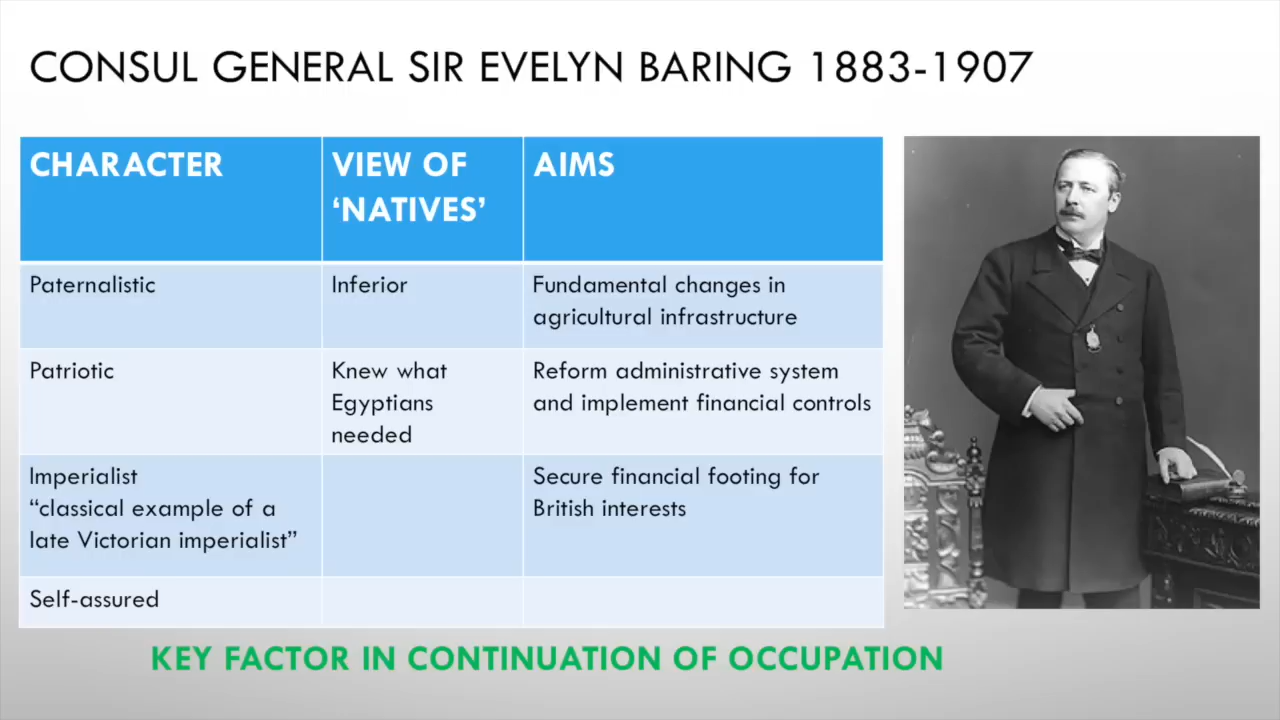 CONSUL GENERAL SIR EVELYN BARING 1883-1907
CHARACTER
VIEW OF
‘NATIVES’
AIMS
Paternalistic
Inferior
Fundamental changes in
agricultural infrastructure
Patriotic
Knew what
Egyptians
needed
Reform administrative system
and implement financial controls
Imperialist
“classical example of a
late Victorian imperialist”
Secure financial footing for
British interests
Self-assured
KEY FACTOR IN CONTINUATION OF OCCUPATION